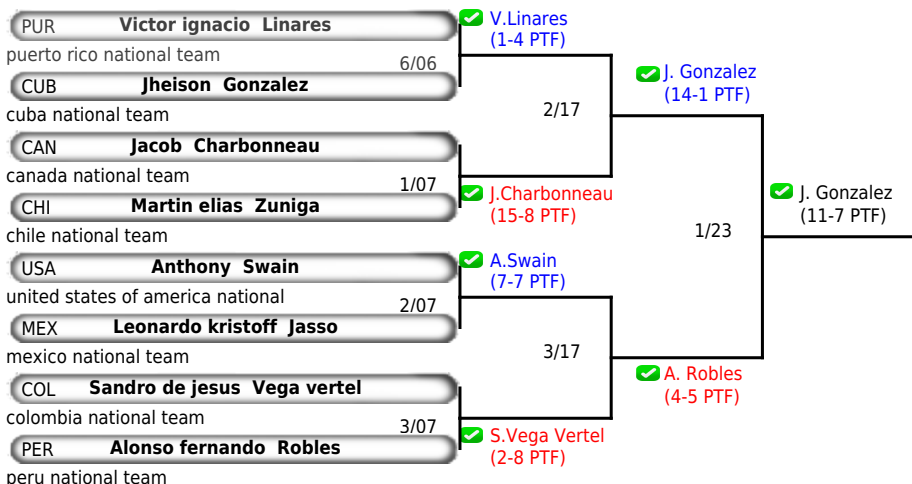 PUR Victor ignacio Linares
puerto rico national team
6/06
CUB Jheison Gonzalez
cuba national team
CAN Jacob Charbonneau
canada national team
1/07
CHI Martin elias Zuniga
chile national team
USA Anthony Swain
united states of america national
2/07
MEX Leonardo kristoff Jasso
mexico national team
COL Sandro de jesus Vega vertel
colombia national team
3/07
PER Alonso fernando Robles
peru national team
V.Linares
(1-4 PTF)
2/17
J.Charbonneau
(15-8 PTF)
A.Swain
(7-7 PTF)
3/17
S.Vega Vertel
(2-8 PTF)
J. Gonzalez
(14-1 PTF)
1/23
A. Robles
(4-5 PTF)
J. Gonzalez
(11-7 PTF)